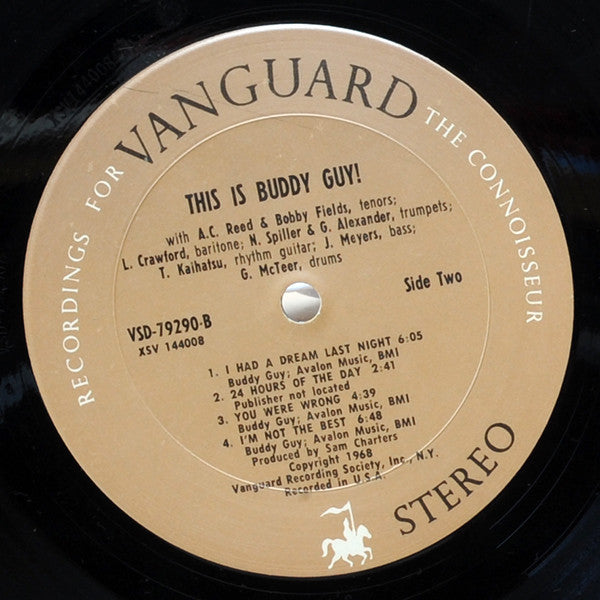 RECORDINGS FOR VANGUARD THE CONNOISSEUR
THIS IS BUDDY GUY!
with A.C. Reed & Bobby Fields, tenors;
L. Crawford, baritone; N. Spiller & G. Alexander, trumpets;
T. Kaihatsu, rhythm guitar; J. Meyers, bass;
G. McTeer, drums
Side Two
VSD-79290-B
XSV 144008
1. I HAD A DREAM LAST NIGHT 6:05
Buddy Guy; Avalon Music, BMI
2. 24 HOURS OF THE DAY 2:41
Publisher not located
3. YOU WERE WRONG 4:39
Buddy Guy; Avalon Music, BMI
4. I'M NOT THE BEST 6:48
Buddy Guy; Avalon Music, BMI
Produced by Sam Charters
Copyright 1968
Vanguard Recording Society, Inc., N.Y.
Recorded in U.S.A.
STEREO